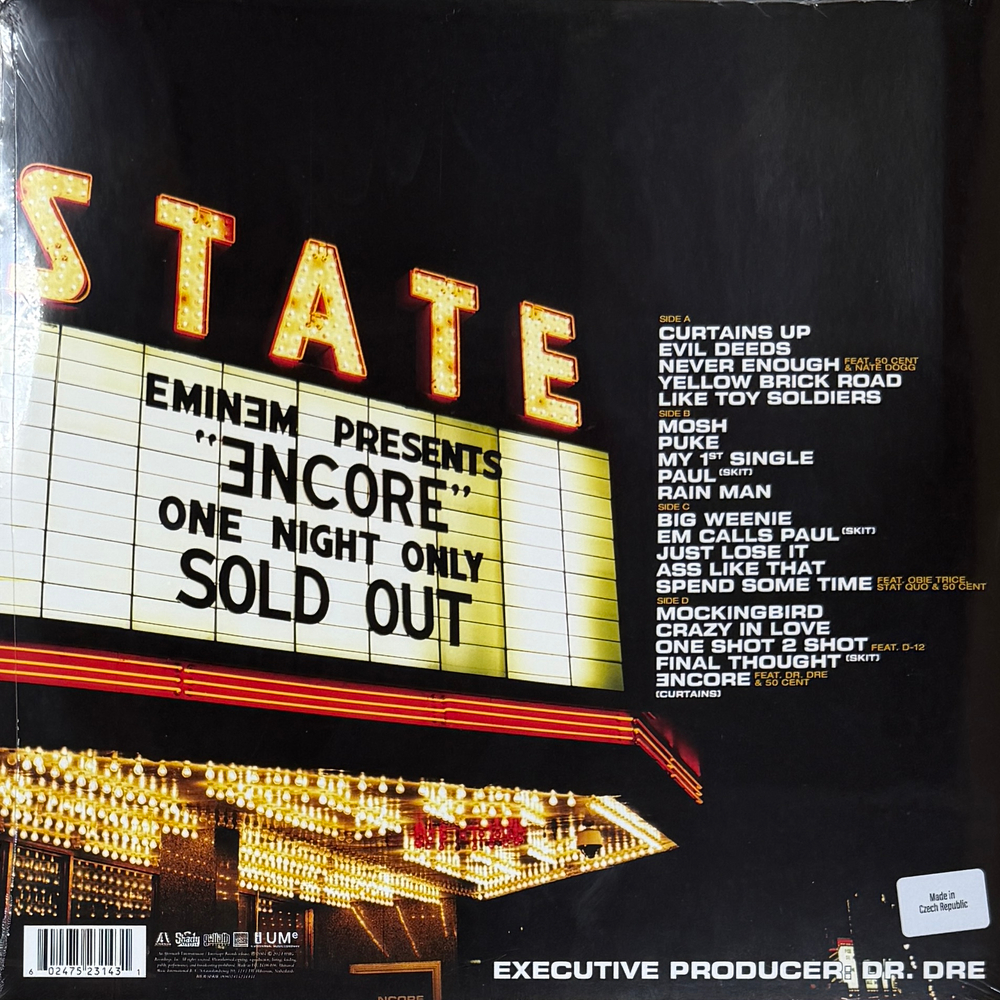 STATE
EMINƎM PRESENTS
"ƎNCORE"
ONE NIGHT ONLY
SOLD OUT
SIDE A
CURTAINS UP
EVIL DEEDS
NEVER ENOUGH FEAT. 50 CENT & NATE DOGG
YELLOW BRICK ROAD
LIKE TOY SOLDIERS
SIDE B
MOSH
PUKE
MY 1ST SINGLE
PAUL (SKIT)
RAIN MAN
SIDE C
BIG WEENIE
EM CALLS PAUL (SKIT)
JUST LOSE IT
ASS LIKE THAT
SPEND SOME TIME FEAT. OBIE TRICE, STAT QUO & 50 CENT
SIDE D
MOCKINGBIRD
CRAZY IN LOVE
ONE SHOT 2 SHOT FEAT. D-12
FINAL THOUGHT (SKIT)
ƎNCORE FEAT. DR. DRE & 50 CENT
(CURTAINS)
Made in
Czech Republic
Shady
UMe
6 02475 23143 1
EXECUTIVE PRODUCER: DR. DRE
NCORE